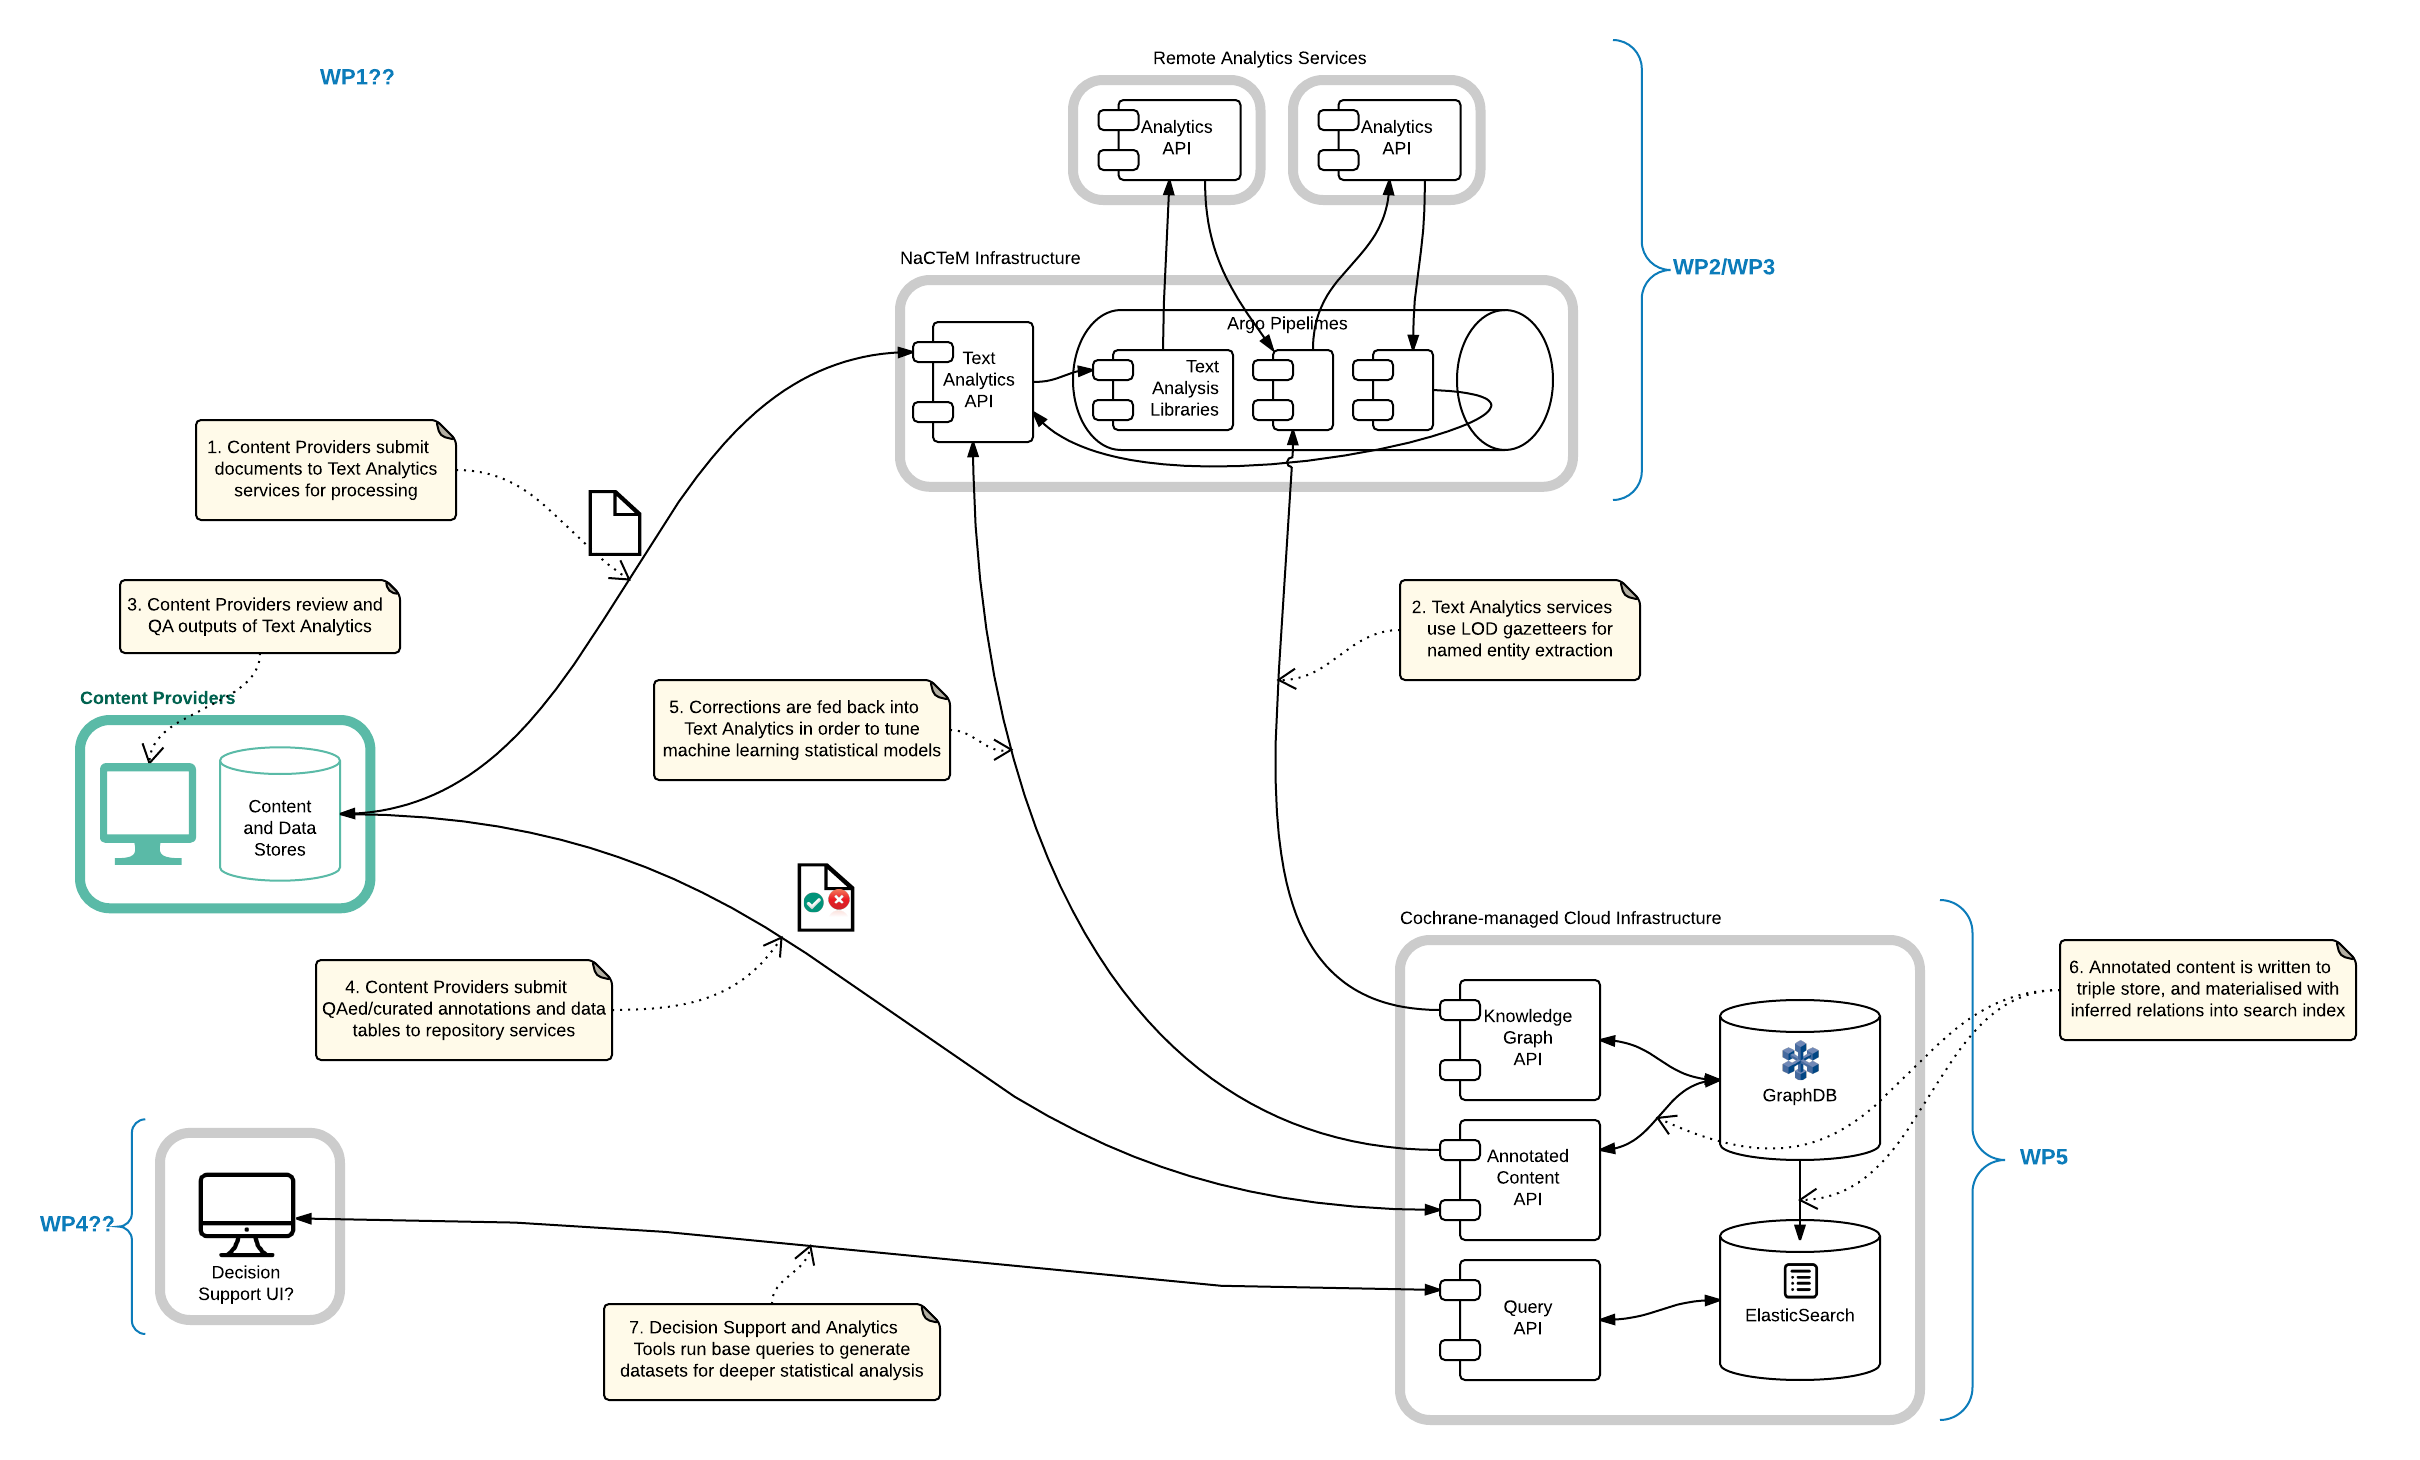 WP1??
Remote Analytics Services
Analytics
API
Analytics
API
NaCTeM Infrastructure
WP2/WP3
Argo Pipelimes
Text
Analytics
API
Text
Analysis
Libraries
1. Content Providers submit
documents to Text Analytics
services for processing
3. Content Providers review and
QA outputs of Text Analytics
2. Text Analytics services
use LOD gazetteers for
named entity extraction
Content Providers
5. Corrections are fed back into
Text Analytics in order to tune
machine learning statistical models
Content
and Data
Stores
Cochrane-managed Cloud Infrastructure
4. Content Providers submit
QAed/curated annotations and data
tables to repository services
6. Annotated content is written to
triple store, and materialised with
inferred relations into search index
Knowledge
Graph
API
GraphDB
Annotated
Content
API
WP5
WP4??
Decision
Support UI?
Query
API
ElasticSearch
7. Decision Support and Analytics
Tools run base queries to generate
datasets for deeper statistical analysis